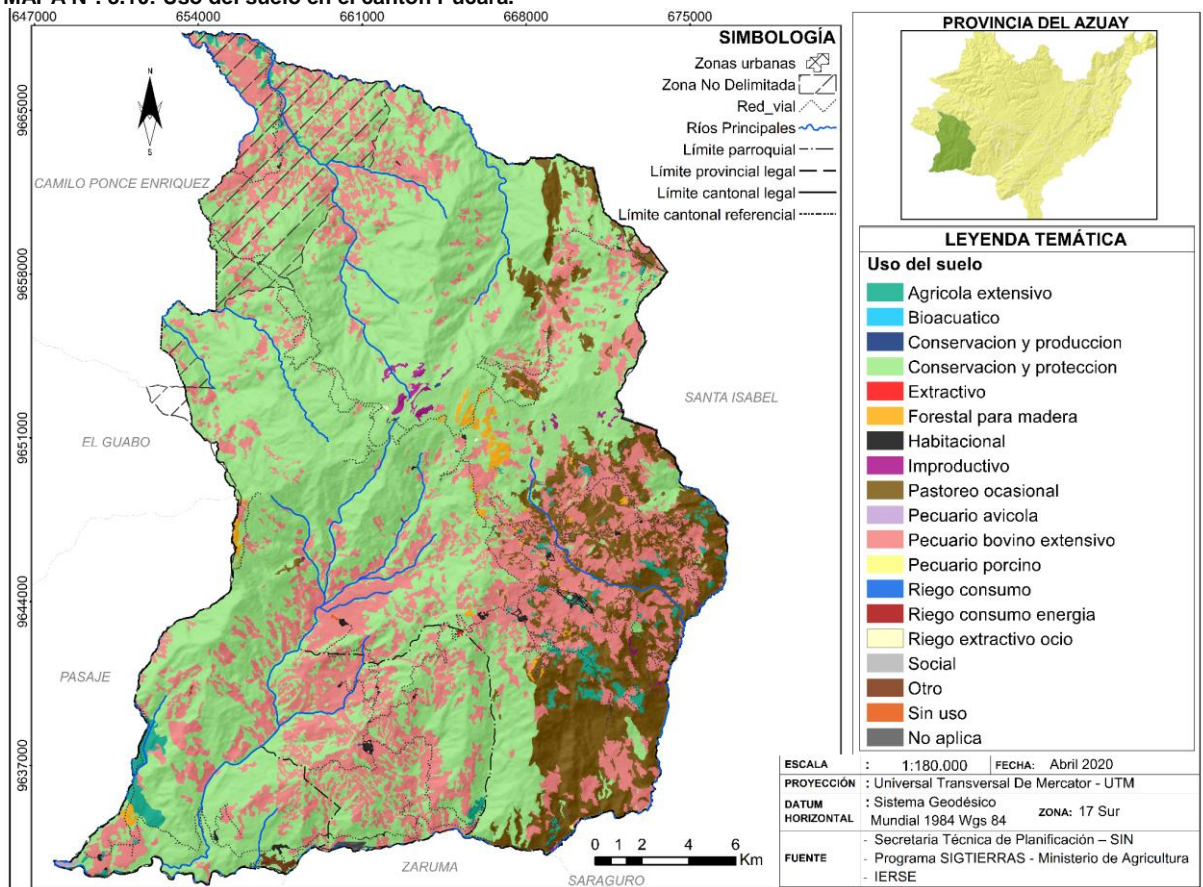 MAPA N°: 3.10: Uso del suelo en el cantón Pucará.
647000 654000 661000 668000 675000
9665000
9658000
9651000
9644000
9637000
N
S
CAMILO PONCE ENRIQUEZ
EL GUABO
PASAJE
SANTA ISABEL
ZARUMA
SARAGURO
SIMBOLOGÍA
Zonas urbanas
Zona No Delimitada
Red_vial
Ríos Principales
Límite parroquial
Límite provincial legal
Límite cantonal legal
Límite cantonal referencial
0 1 2 4 6
Km
PROVINCIA DEL AZUAY
LEYENDA TEMÁTICA
Uso del suelo
Agricola extensivo
Bioacuatico
Conservacion y produccion
Conservacion y proteccion
Extractivo
Forestal para madera
Habitacional
Improductivo
Pastoreo ocasional
Pecuario avicola
Pecuario bovino extensivo
Pecuario porcino
Riego consumo
Riego consumo energia
Riego extractivo ocio
Social
Otro
Sin uso
No aplica
ESCALA : 1:180.000 FECHA: Abril 2020
PROYECCIÓN : Universal Transversal De Mercator - UTM
DATUM HORIZONTAL : Sistema Geodésico Mundial 1984 Wgs 84 ZONA: 17 Sur
FUENTE - Secretaria Técnica de Planificación – SIN
- Programa SIGTIERRAS - Ministerio de Agricultura
- IERSE